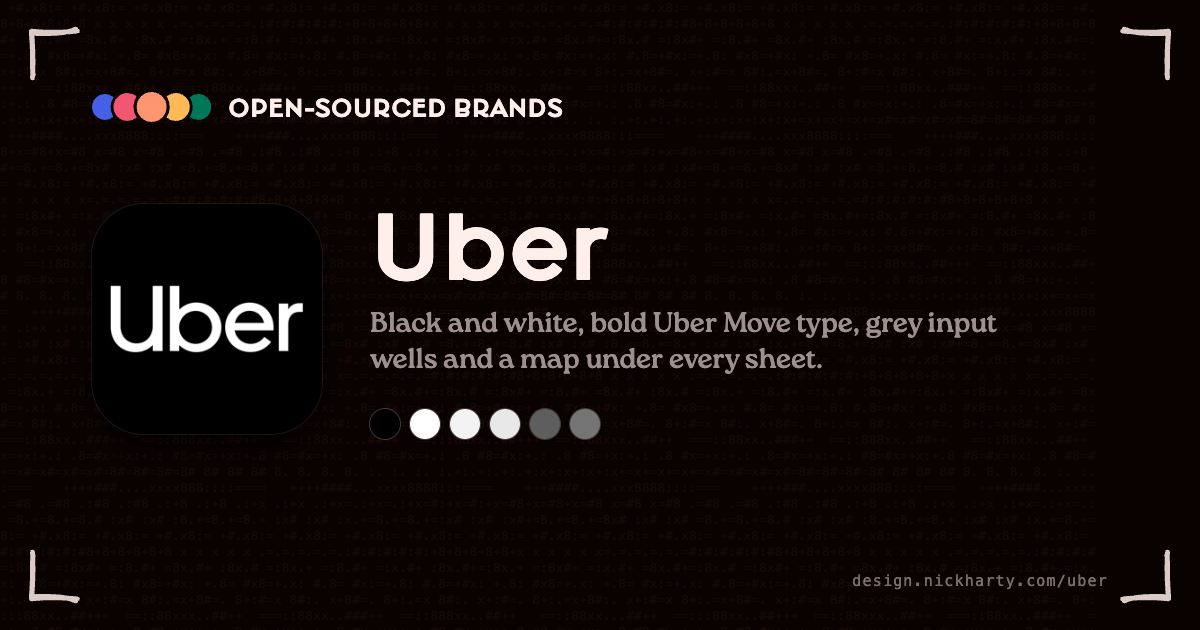 OPEN-SOURCED BRANDS
Uber
Uber
Black and white, bold Uber Move type, grey input
wells and a map under every sheet.
design.nickharty.com/uber